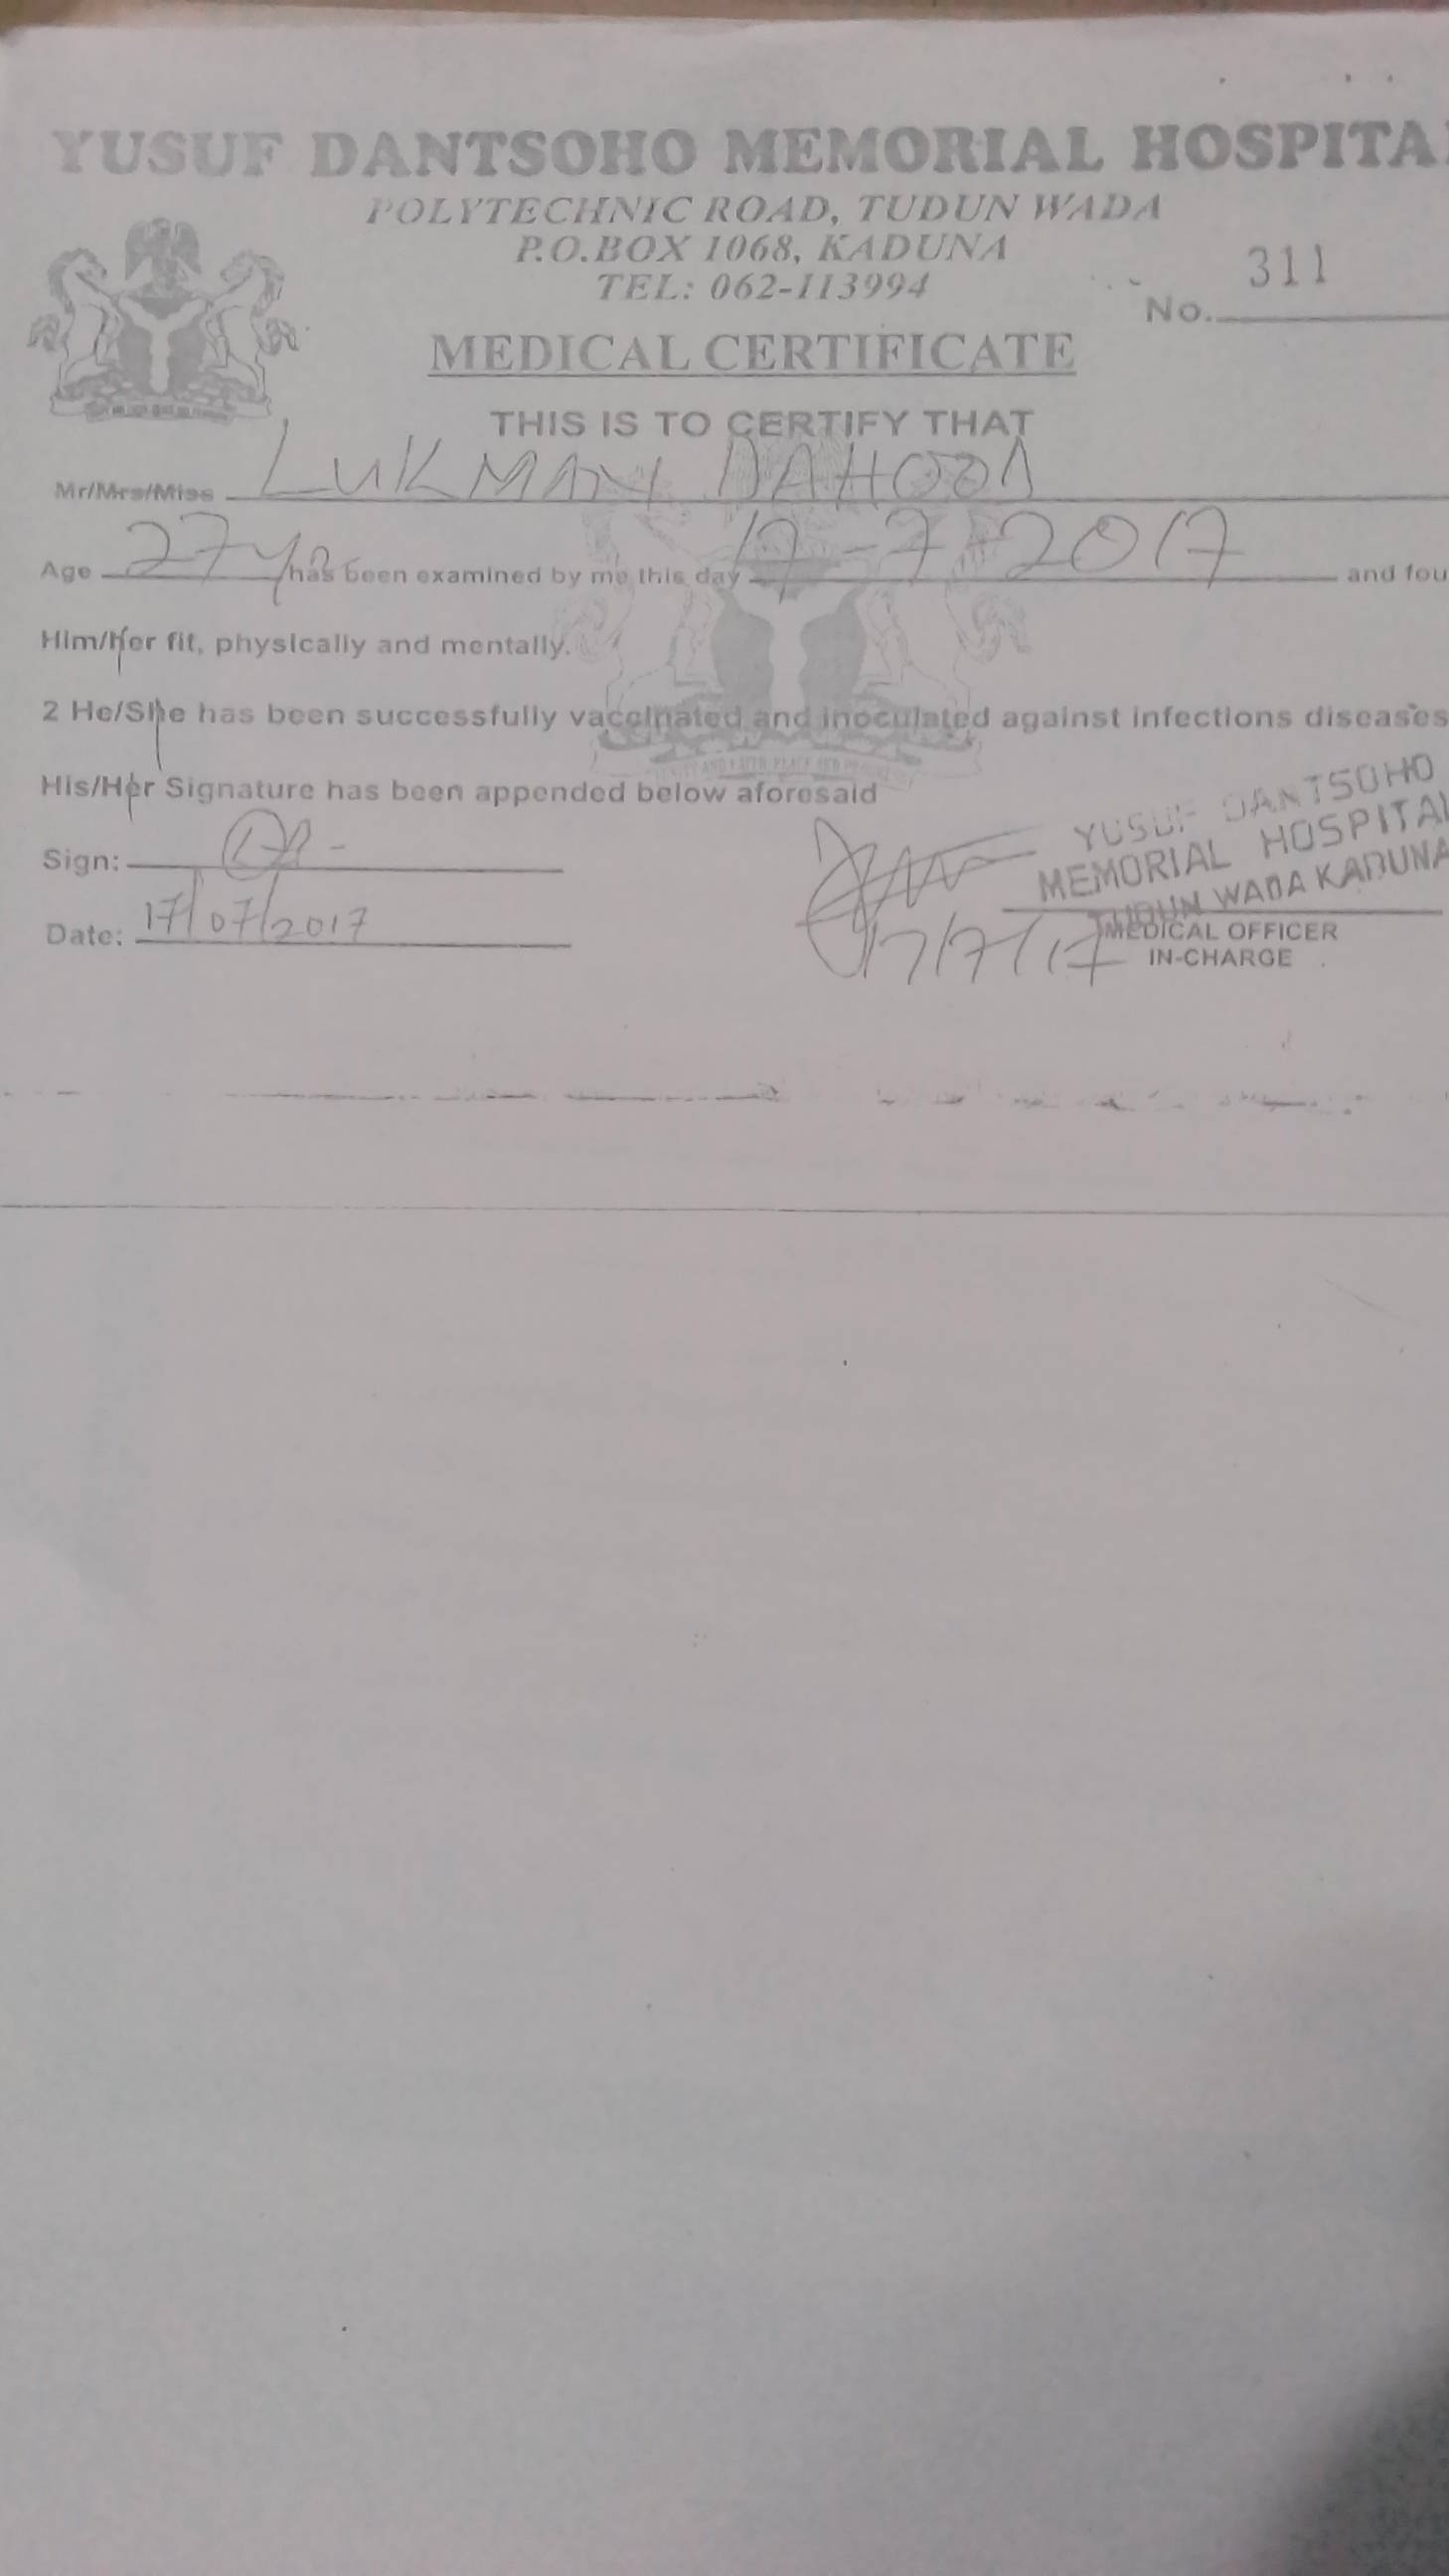 YUSUF DANTSOHO MEMORIAL HOSPITA
POLYTECHNIC ROAD, TUDUN WADA
P.O.BOX 1068, KADUNA
TEL: 062-113994
No. 311
MEDICAL CERTIFICATE
THIS IS TO CERTIFY THAT
Mr/Mrs/Miss LUKMAN DAHOOD
Age 27y has been examined by me this day 17-7-2017 and fou
Him/Her fit, physically and mentally.
2 He/She has been successfully vaccinated and inoculated against infections diseases
His/Her Signature has been appended below aforesaid
YUSUF DANTSOHO
MEMORIAL HOSPITAL
TUDUN WADA KADUNA
Sign:
Date: 17/07/2017
17/7/17
MEDICAL OFFICER
IN-CHARGE